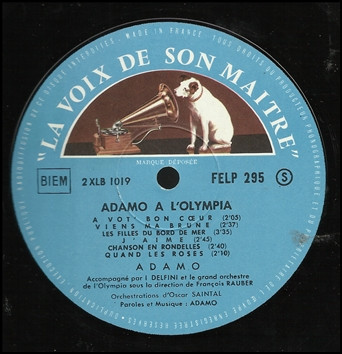 "LA VOIX DE SON MAITRE"
MARQUE DÉPOSÉE
BIEM
2 XLB 1019
FELP 295
S
ADAMO A L'OLYMPIA
A VOT' BON CŒUR (2'05)
VIENS MA BRUNE (2'37)
LES FILLES DU BORD DE MER (3'35)
J'AIME (2'45)
CHANSON EN RONDELLES (2'40)
QUAND LES ROSES (2'10)
ADAMO
Accompagné par I DELFINI et le grand orchestre
de l'Olympia sous la direction de François RAUBER
Orchestrations d'Oscar SAINTAL
Paroles et Musique : ADAMO
MADE IN FRANCE